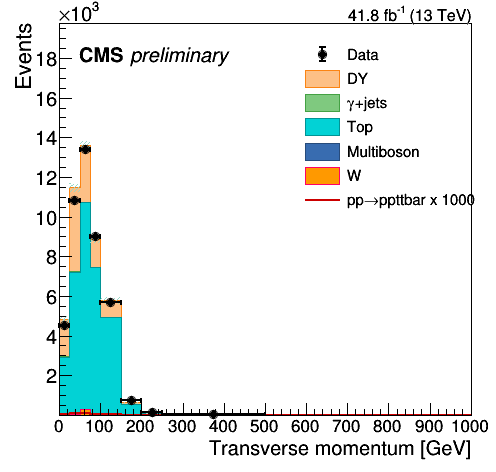 ×10³
41.8 fb⁻¹ (13 TeV)
Events
CMS preliminary
Data
DY
γ+jets
Top
Multiboson
W
pp→ppttbar x 1000
18
16
14
12
10
8
6
4
2
0 100 200 300 400 500 600 700 800 900 1000
Transverse momentum [GeV]